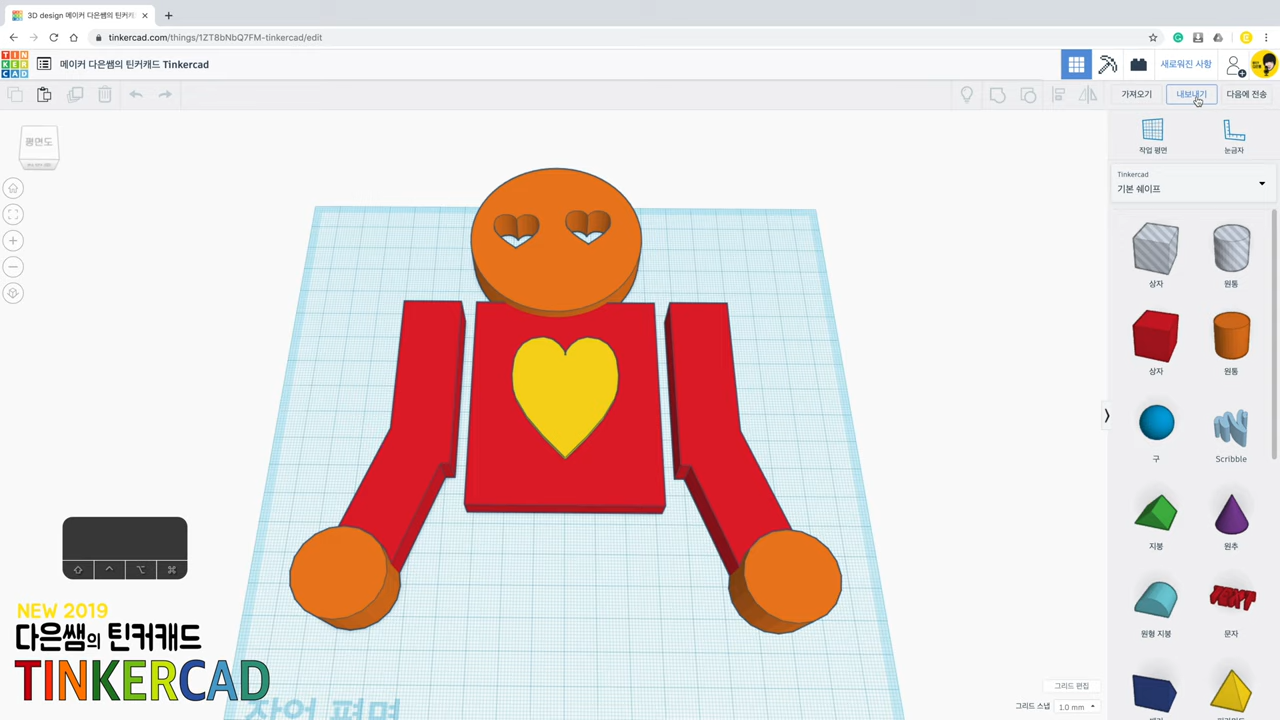 3D design 메이커 다은쌤의 틴커캐
tinkercad.com/things/1ZT8bNbQ7FM-tinkercad/edit
TIN
KER
CAD
메이커 다은쌤의 틴커캐드 Tinkercad
새로워진 사항
가져오기
내보내기
다음에 전송
평면도
작업 평면
눈금자
Tinkercad
기본 쉐이프
상자
원통
상자
원통
구
Scribble
지붕
원추
원형 지붕
문자
작업 평면
그리드 편집
그리드 스냅
1.0 mm
NEW 2019
다은쌤의 틴커캐드
TINKERCAD